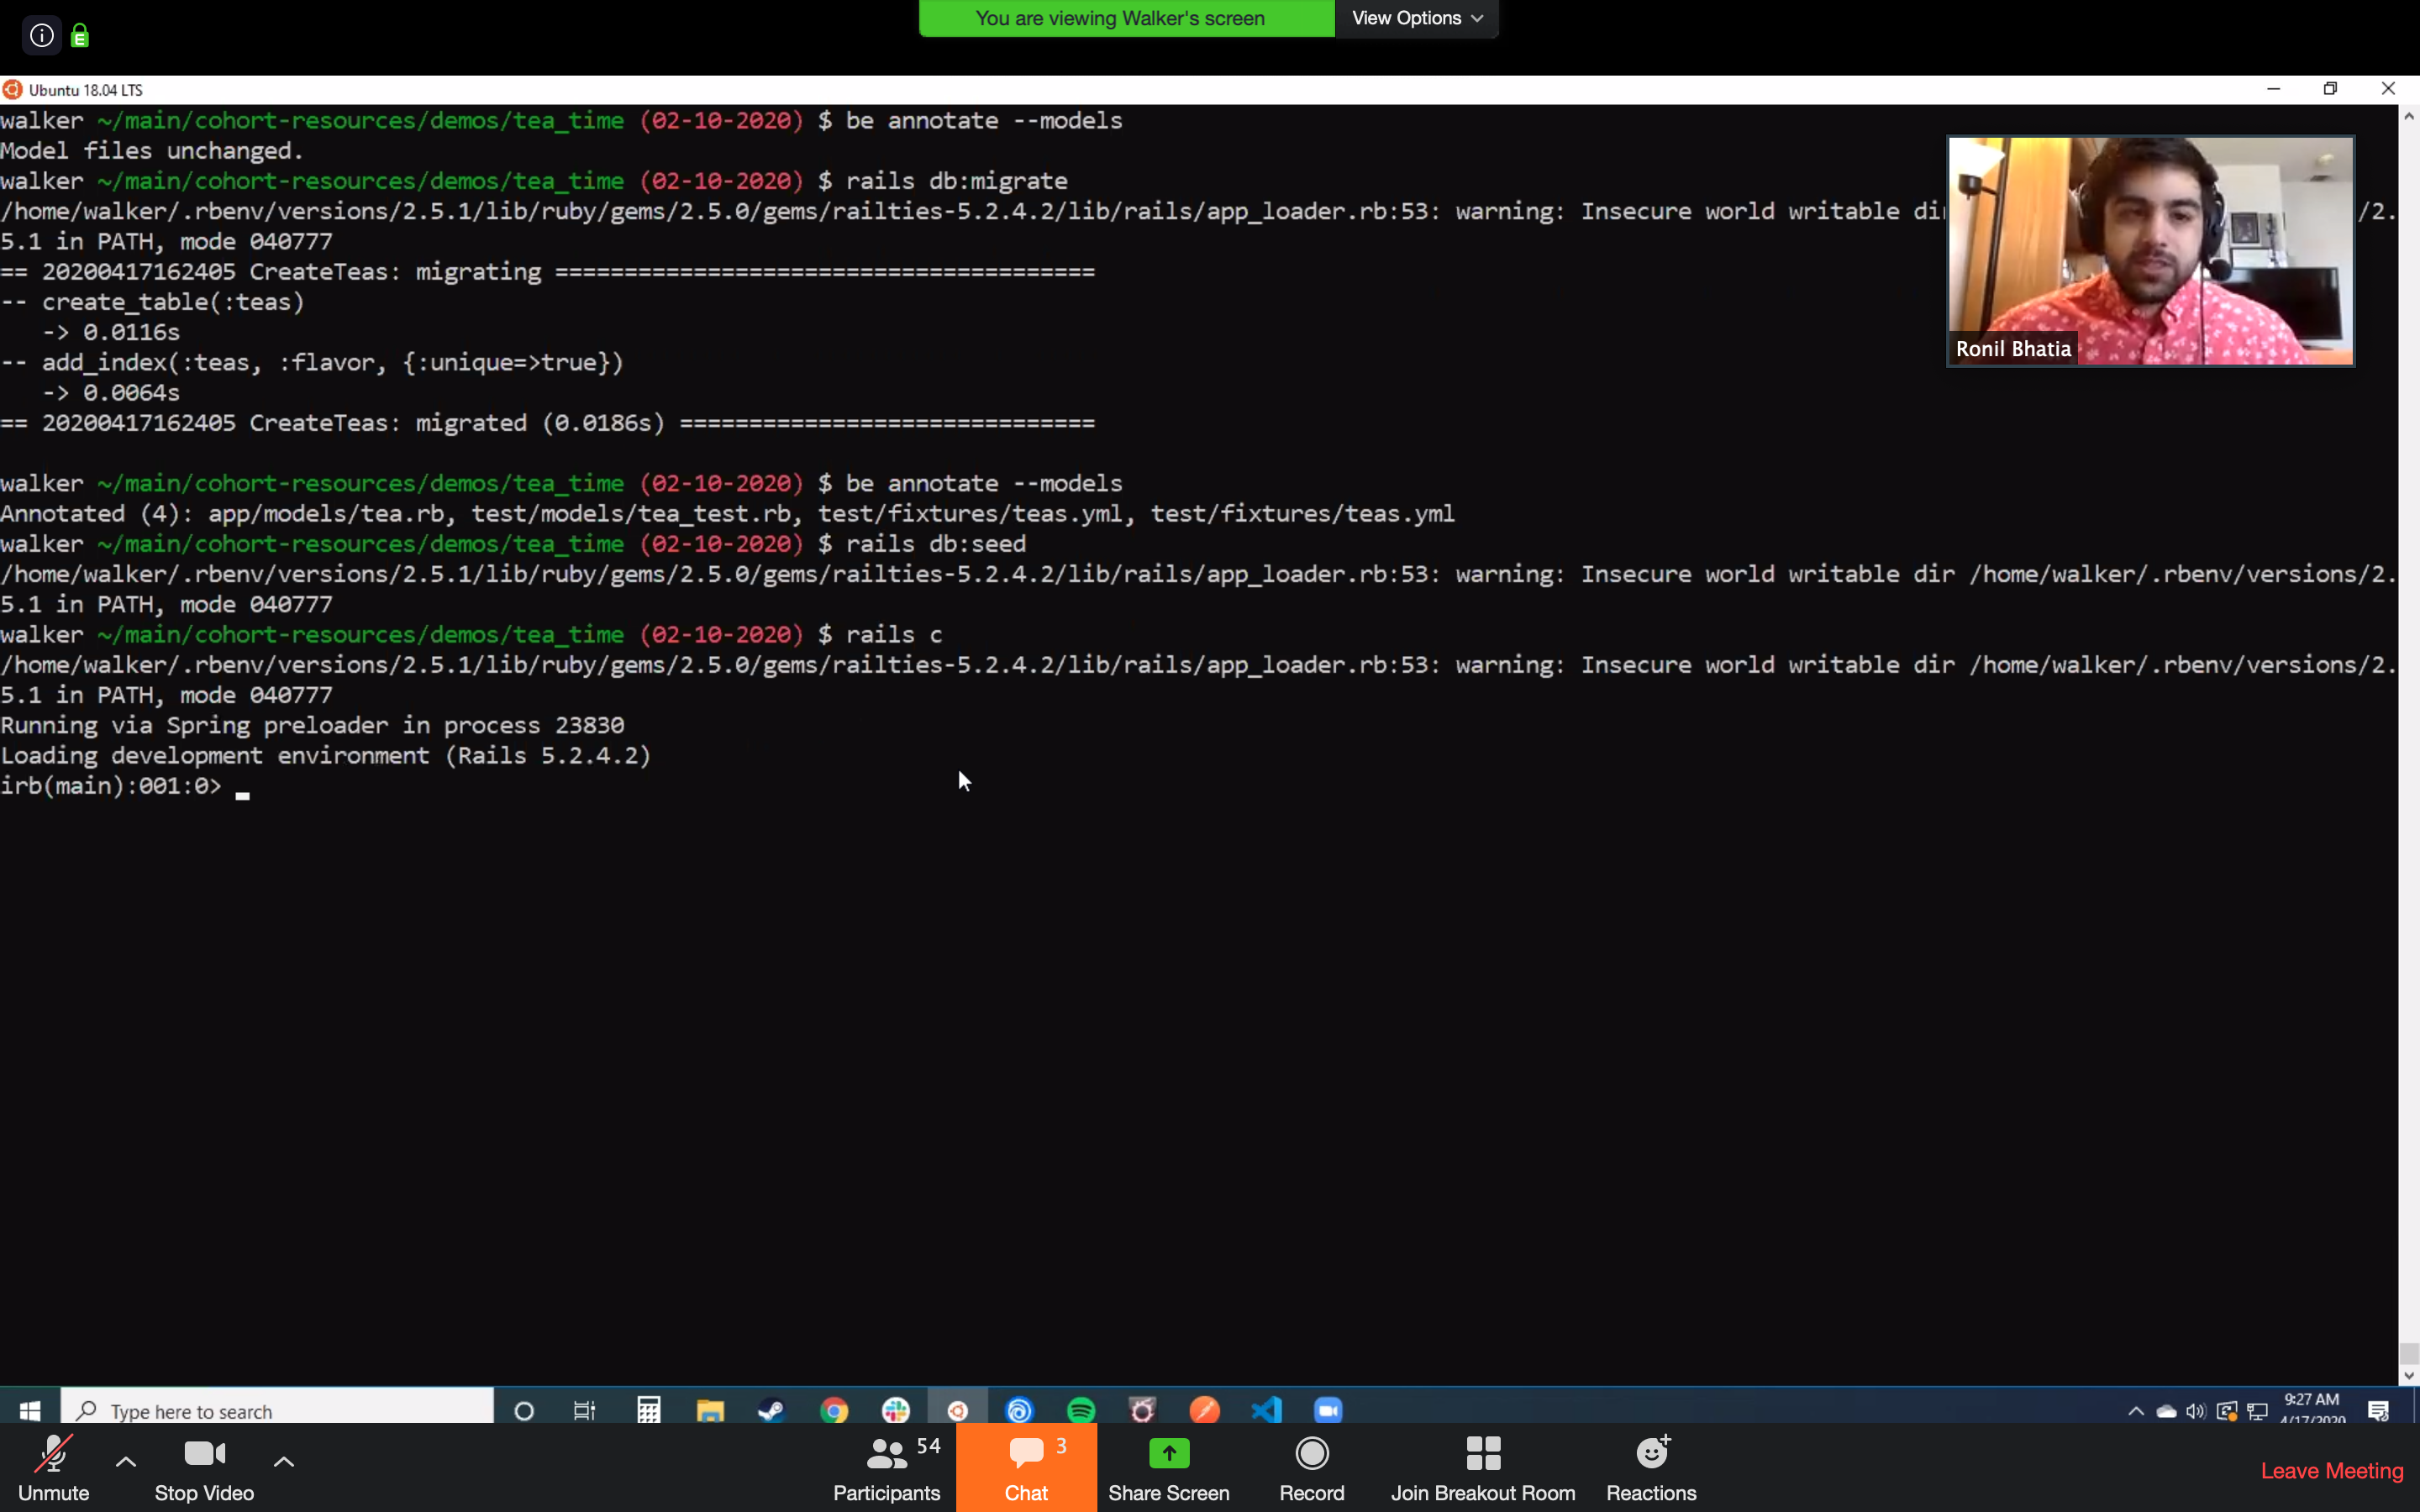 You are viewing Walker's screen View Options
Ubuntu 18.04 LTS
walker ~/main/cohort-resources/demos/tea_time (02-10-2020) $ be annotate --models
Model files unchanged.
walker ~/main/cohort-resources/demos/tea_time (02-10-2020) $ rails db:migrate
/home/walker/.rbenv/versions/2.5.1/lib/ruby/gems/2.5.0/gems/railties-5.2.4.2/lib/rails/app_loader.rb:53: warning: Insecure world writable di /2.
5.1 in PATH, mode 040777
== 20200417162405 CreateTeas: migrating =======================================
-- create_table(:teas)
-> 0.0116s
-- add_index(:teas, :flavor, {:unique=>true})
-> 0.0064s
== 20200417162405 CreateTeas: migrated (0.0186s) ==============================
Ronil Bhatia
walker ~/main/cohort-resources/demos/tea_time (02-10-2020) $ be annotate --models
Annotated (4): app/models/tea.rb, test/models/tea_test.rb, test/fixtures/teas.yml, test/fixtures/teas.yml
walker ~/main/cohort-resources/demos/tea_time (02-10-2020) $ rails db:seed
/home/walker/.rbenv/versions/2.5.1/lib/ruby/gems/2.5.0/gems/railties-5.2.4.2/lib/rails/app_loader.rb:53: warning: Insecure world writable dir /home/walker/.rbenv/versions/2.
5.1 in PATH, mode 040777
walker ~/main/cohort-resources/demos/tea_time (02-10-2020) $ rails c
/home/walker/.rbenv/versions/2.5.1/lib/ruby/gems/2.5.0/gems/railties-5.2.4.2/lib/rails/app_loader.rb:53: warning: Insecure world writable dir /home/walker/.rbenv/versions/2.
5.1 in PATH, mode 040777
Running via Spring preloader in process 23830
Loading development environment (Rails 5.2.4.2)
irb(main):001:0>
Type here to search
9:27 AM
4/17/2020
54
3
Unmute Stop Video Participants Chat Share Screen Record Join Breakout Room Reactions Leave Meeting